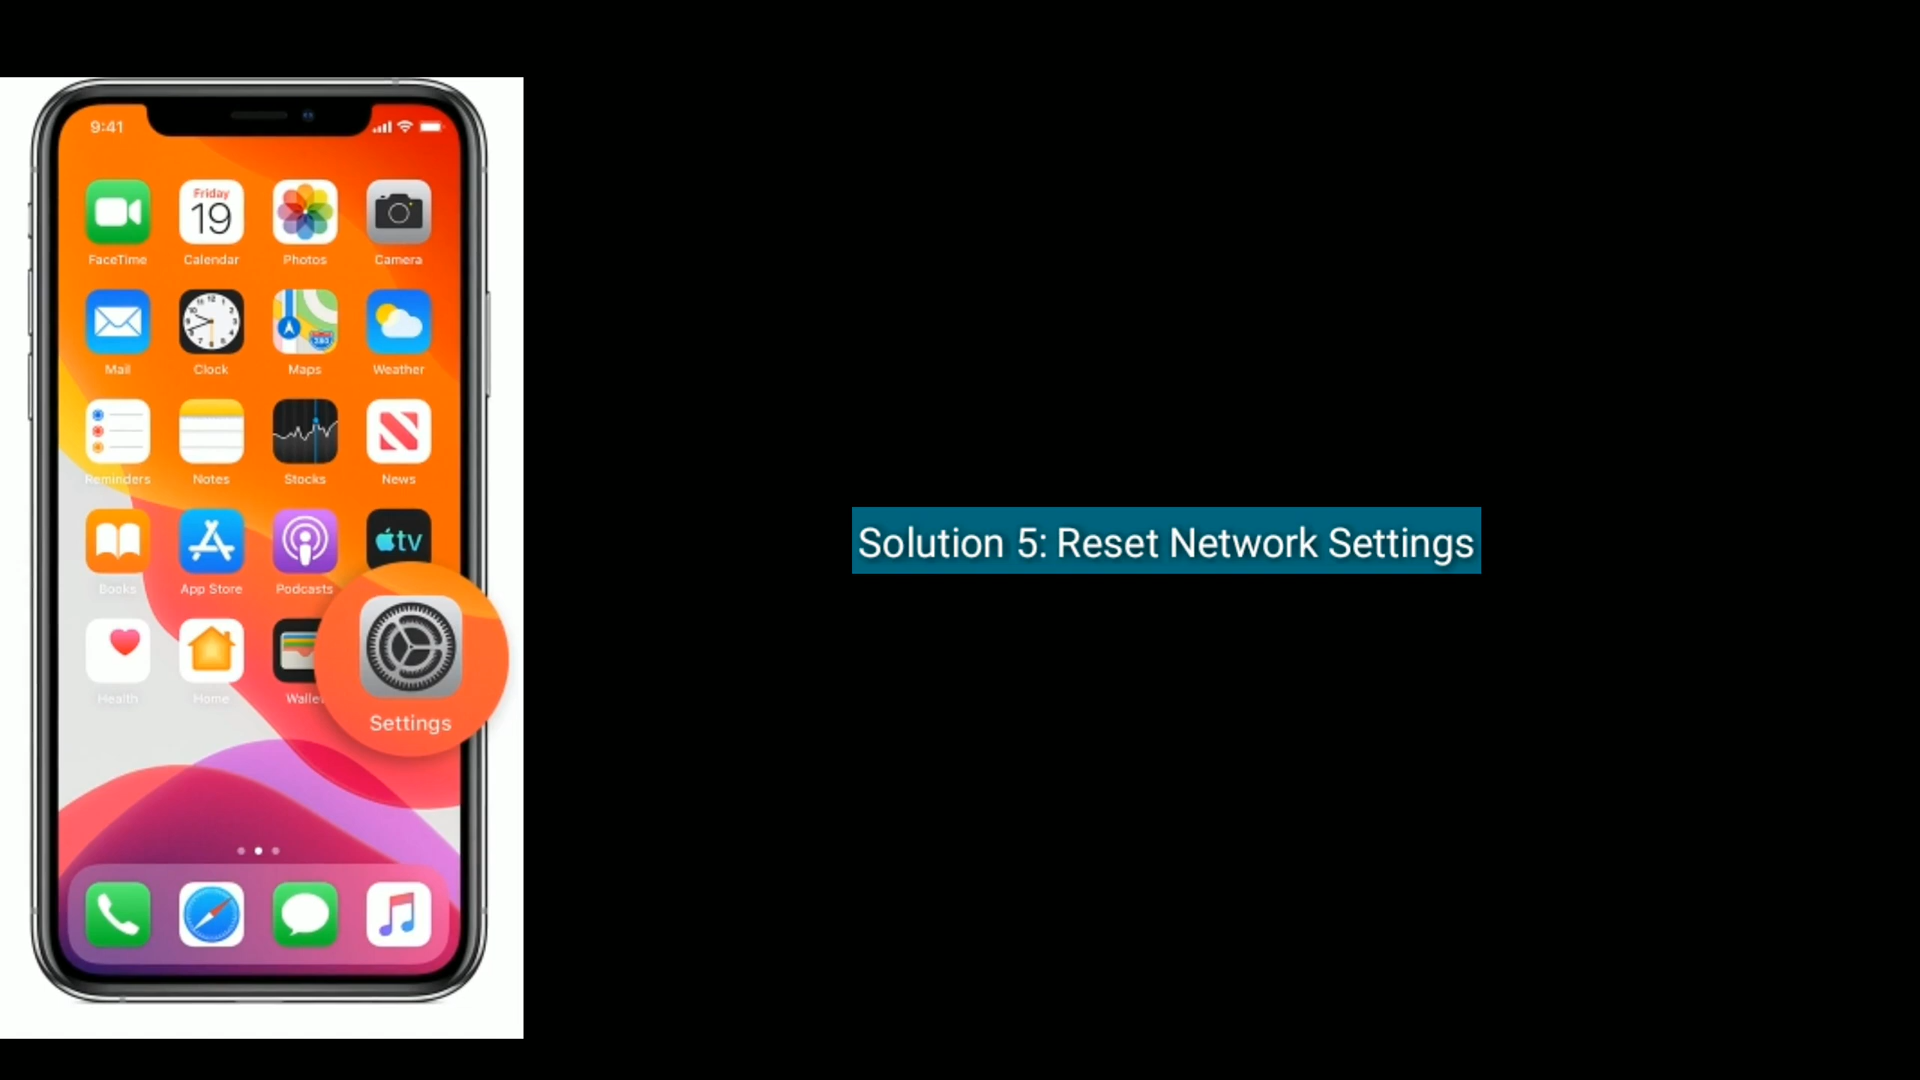 9:41
Friday
19
FaceTime
Calendar
Photos
Camera
Mail
Clock
Maps
Weather
Reminders
Notes
Stocks
News
tv
Books
App Store
Podcasts
Health
Home
Settings
Solution 5: Reset Network Settings